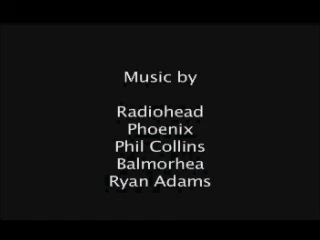 Music by
Radiohead
Phoenix
Phil Collins
Balmorhea
Ryan Adams